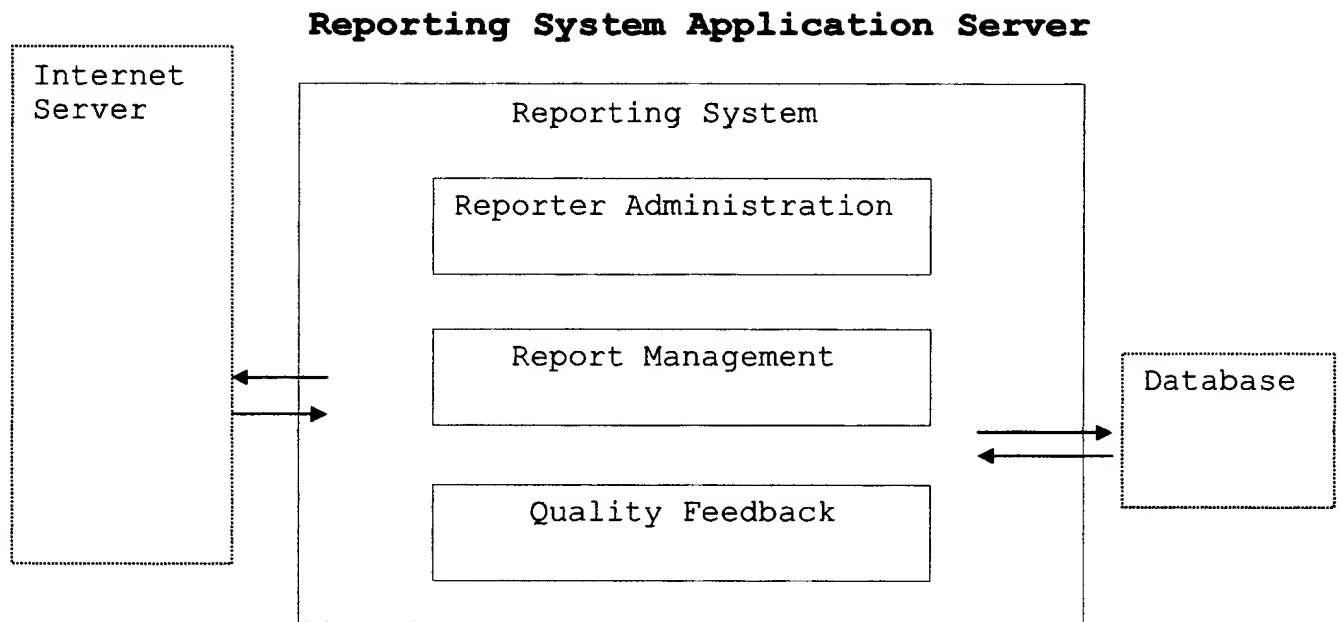 Reporting System Application Server
Internet
Server
Reporting System
Reporter Administration
Report Management
Database
Quality Feedback